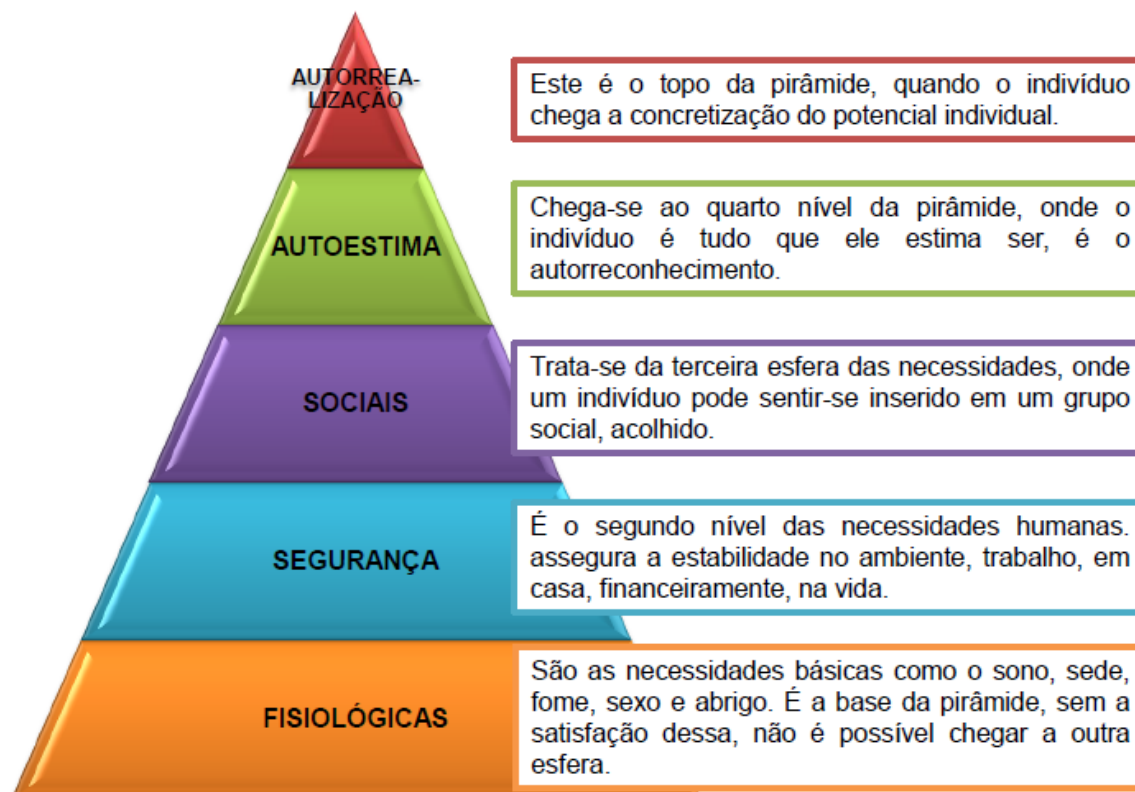 AUTORREA-
LIZAÇÃO
Este é o topo da pirâmide, quando o indivíduo
chega a concretização do potencial individual.
AUTOESTIMA
Chega-se ao quarto nível da pirâmide, onde o
indivíduo é tudo que ele estima ser, é o
autorreconhecimento.
SOCIAIS
Trata-se da terceira esfera das necessidades, onde
um indivíduo pode sentir-se inserido em um grupo
social, acolhido.
SEGURANÇA
É o segundo nível das necessidades humanas.
assegura a estabilidade no ambiente, trabalho, em
casa, financeiramente, na vida.
FISIOLÓGICAS
São as necessidades básicas como o sono, sede,
fome, sexo e abrigo. É a base da pirâmide, sem a
satisfação dessa, não é possível chegar a outra
esfera.